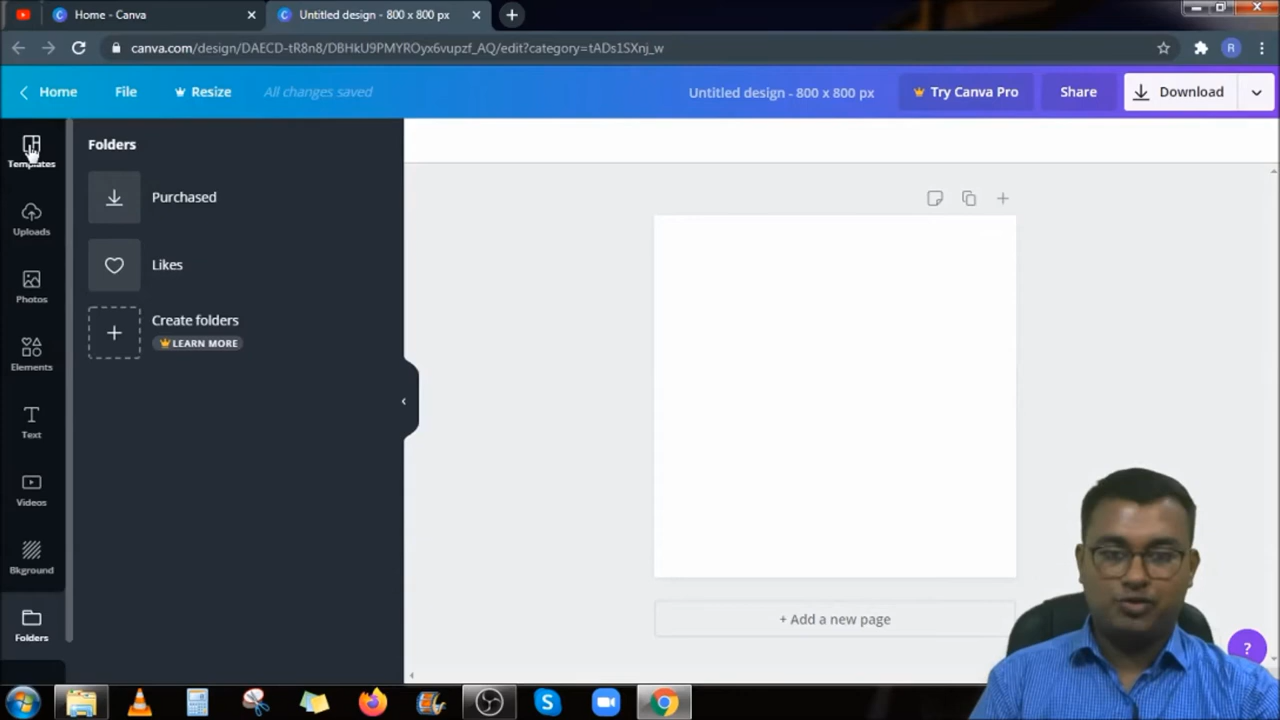 Home - Canva
Untitled design - 800 x 800 px
canva.com/design/DAECD-tR8n8/DBHkU9PMYROyx6vupzf_AQ/edit?category=tADs1SXnj_w
R
Home
File
Resize
All changes saved
Untitled design - 800 x 800 px
Try Canva Pro
Share
Download
Templates
Uploads
Photos
Elements
Text
Videos
Bkground
Folders
Folders
Purchased
Likes
Create folders
LEARN MORE
+ Add a new page
?